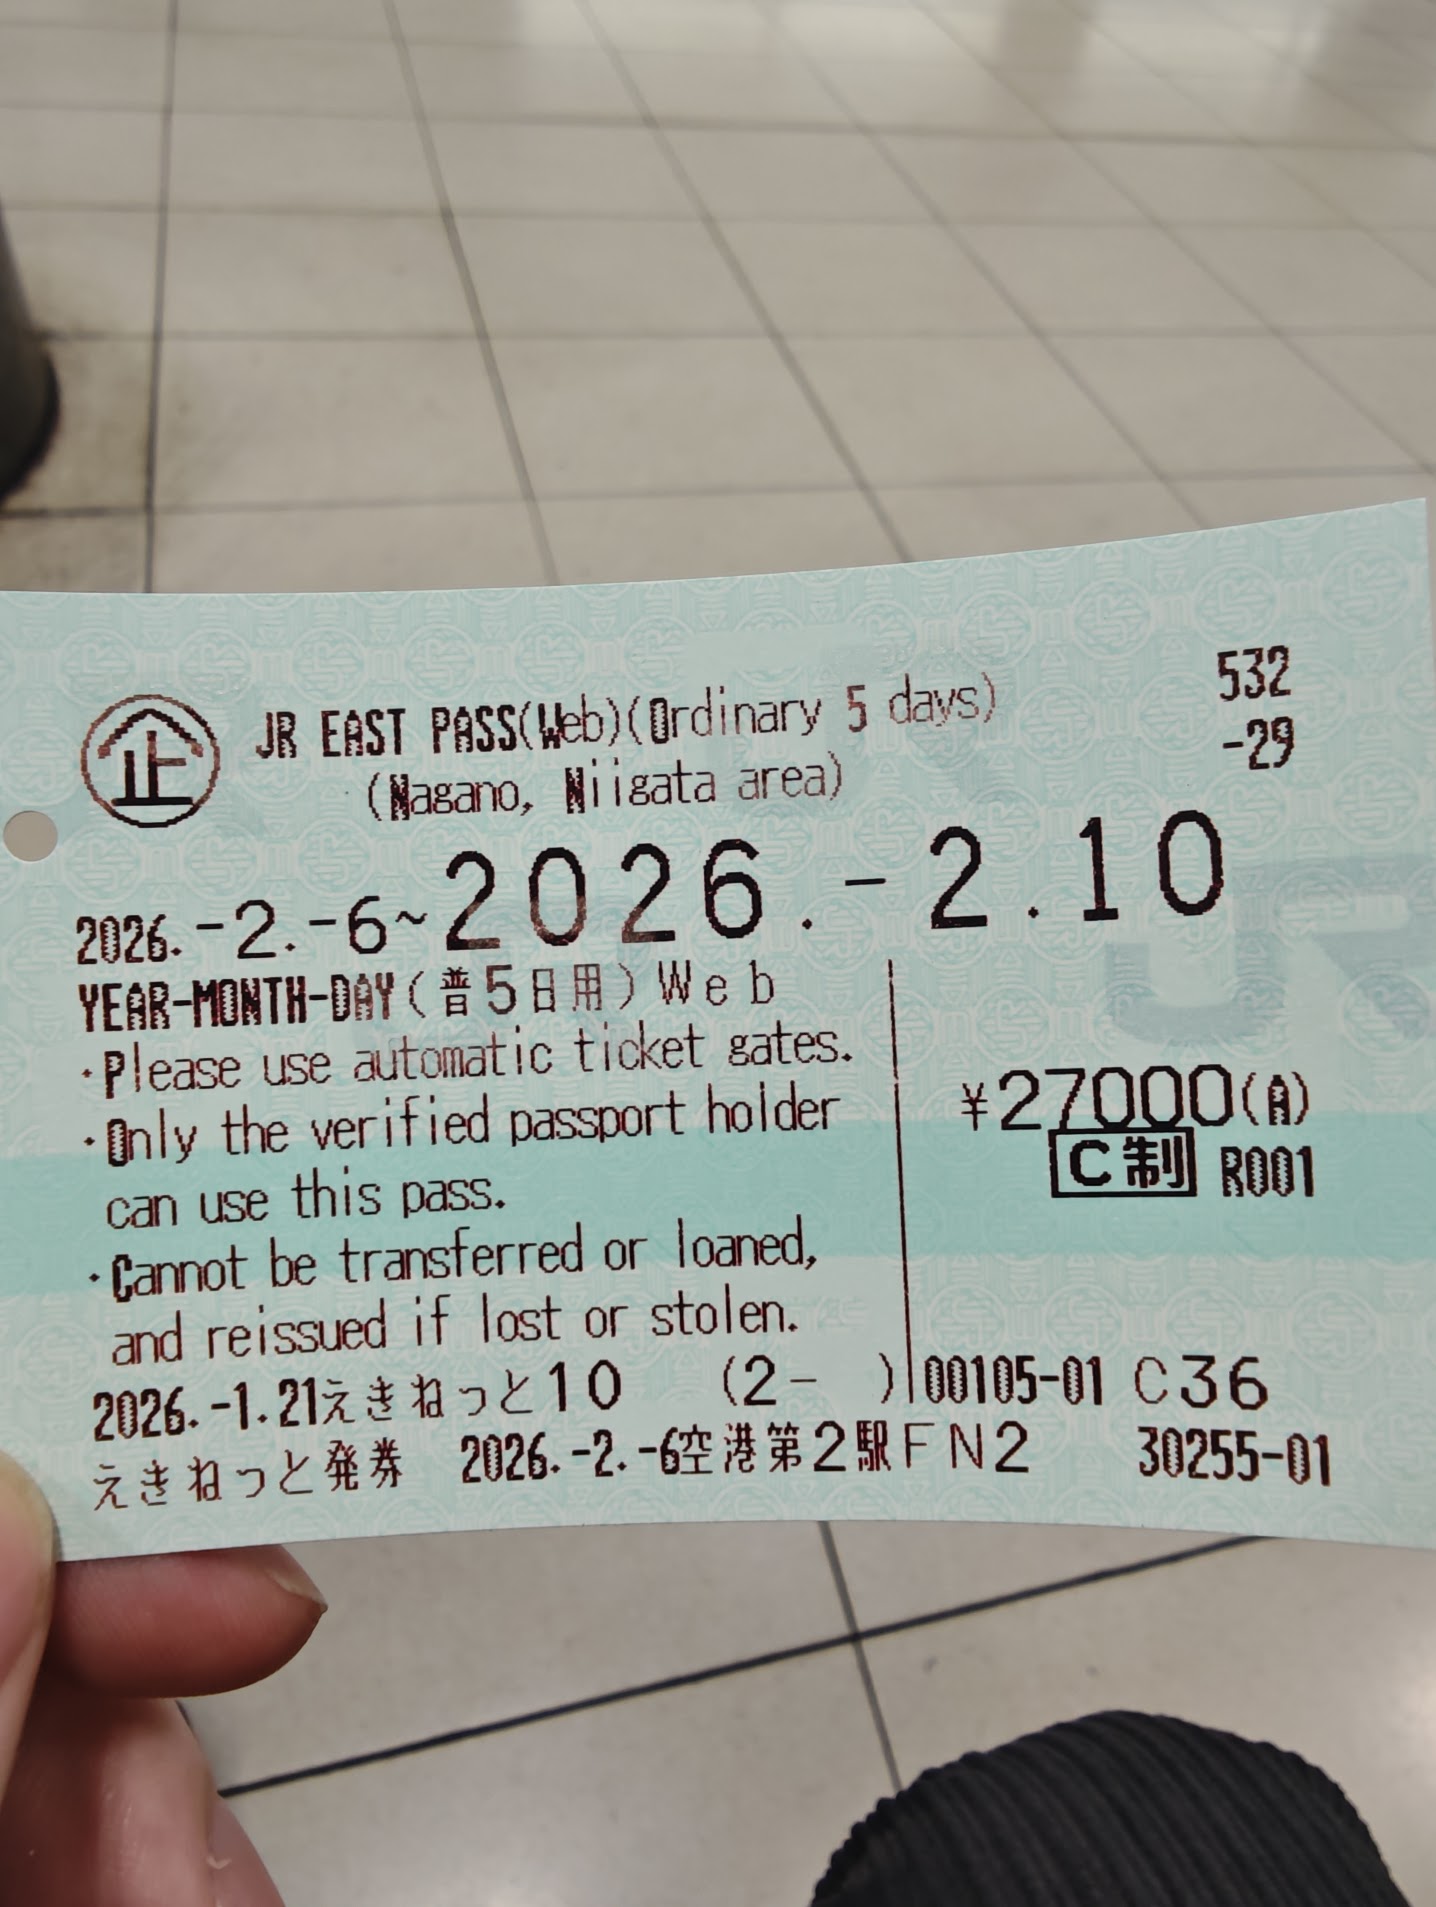 企 JR EAST PASS(Web)(Ordinary 5 days) 532
(Nagano, Niigata area) -29
2026.-2.-6~2026.-2.10
YEAR-MONTH-DAY(普5日用)Web
・Please use automatic ticket gates.
・Only the verified passport holder
can use this pass.
・Cannot be transferred or loaned,
and reissued if lost or stolen.
¥27000(A)
C制 R001
2026.-1.21えきねっと10 (2- ) 00105-01 C36
えきねっと発券 2026.-2.-6空港第2駅FN2 30255-01